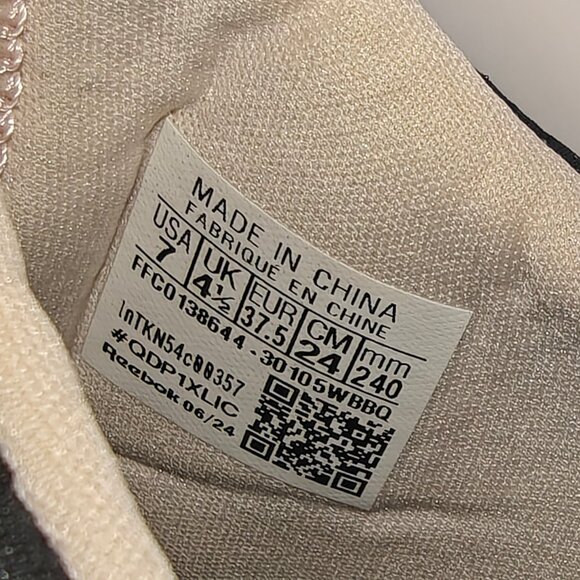 MADE IN CHINA
FABRIQUÉ EN CHINE
USA UK EUR CM mm
7 4½ 37.5 24 240
FFC0138644-30105WBBQ
lnTKN54c00357
#QDP1XLIC
Reebok 06/24